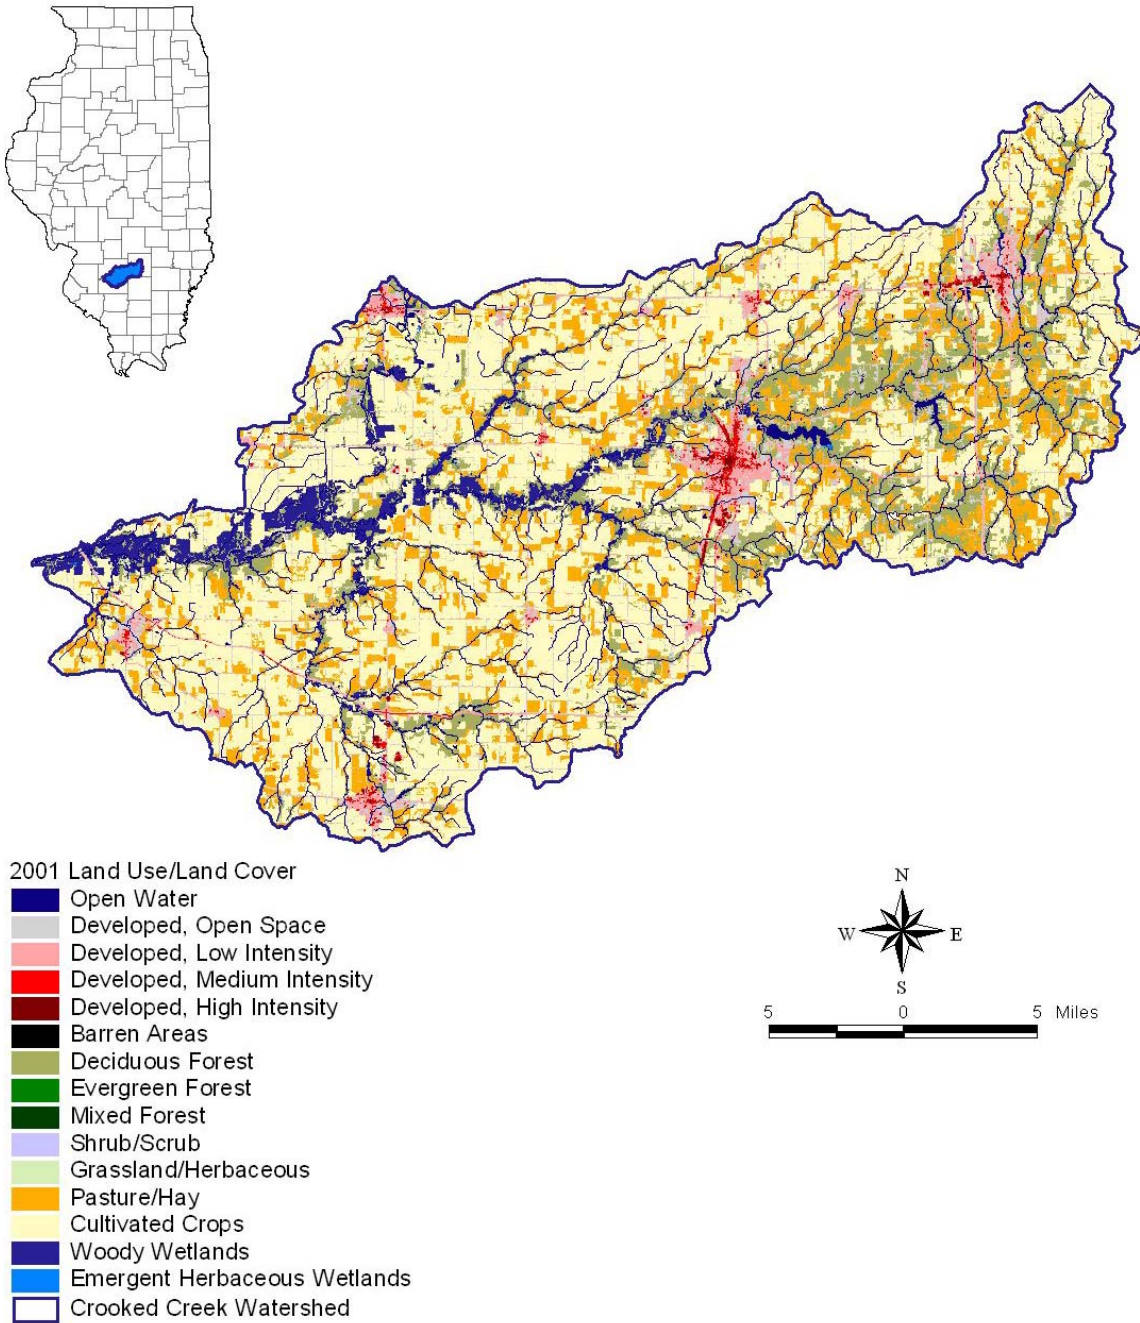 2001 Land Use/Land Cover
Open Water
Developed, Open Space
Developed, Low Intensity
Developed, Medium Intensity
Developed, High Intensity
Barren Areas
Deciduous Forest
Evergreen Forest
Mixed Forest
Shrub/Scrub
Grassland/Herbaceous
Pasture/Hay
Cultivated Crops
Woody Wetlands
Emergent Herbaceous Wetlands
Crooked Creek Watershed
N
W E
S
5 0 5 Miles